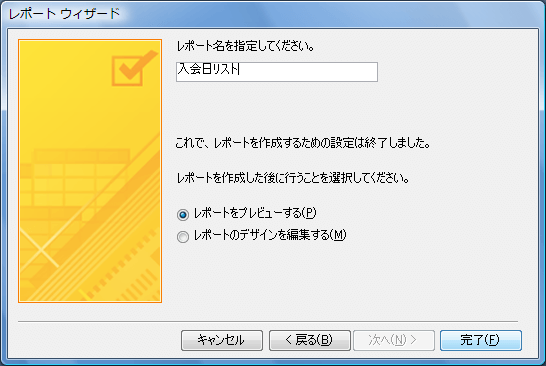 レポート ウィザード
レポート名を指定してください。
入会日リスト
これで、レポートを作成するための設定は終了しました。
レポートを作成した後に行うことを選択してください。
レポートをプレビューする(P)
レポートのデザインを編集する(M)
キャンセル
< 戻る(B)
次へ(N) >
完了(F)